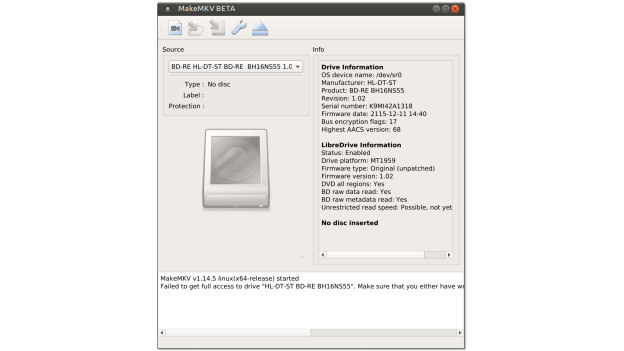 MakeMKV BETA
Source
BD-RE HL-DT-ST BD-RE BH16NS55 1.0
Type : No disc
Label :
Protection :
Info
Drive Information
OS device name: /dev/sr0
Manufacturer: HL-DT-ST
Product: BD-RE BH16NS55
Revision: 1.02
Serial number: K9MI42A1318
Firmware date: 2115-12-11 14:40
Bus encryption flags: 17
Highest AACS version: 68
LibreDrive Information
Status: Enabled
Drive platform: MT1959
Firmware type: Original (unpatched)
Firmware version: 1.02
DVD all regions: Yes
BD raw data read: Yes
BD raw metadata read: Yes
Unrestricted read speed: Possible, not yet
No disc inserted
MakeMKV v1.14.5 linux(x64-release) started
Failed to get full access to drive "HL-DT-ST BD-RE BH16NS55". Make sure that you either have w